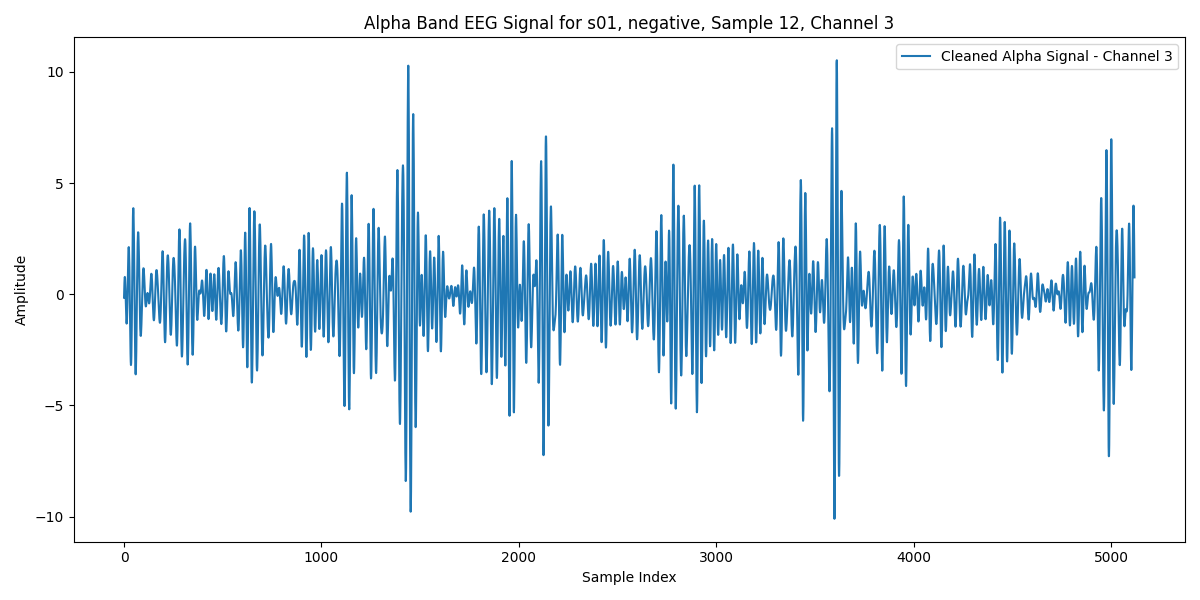 Alpha Band EEG Signal for s01, negative, Sample 12, Channel 3
Cleaned Alpha Signal - Channel 3
Amplitude
10
5
0
−5
−10
0 1000 2000 3000 4000 5000
Sample Index